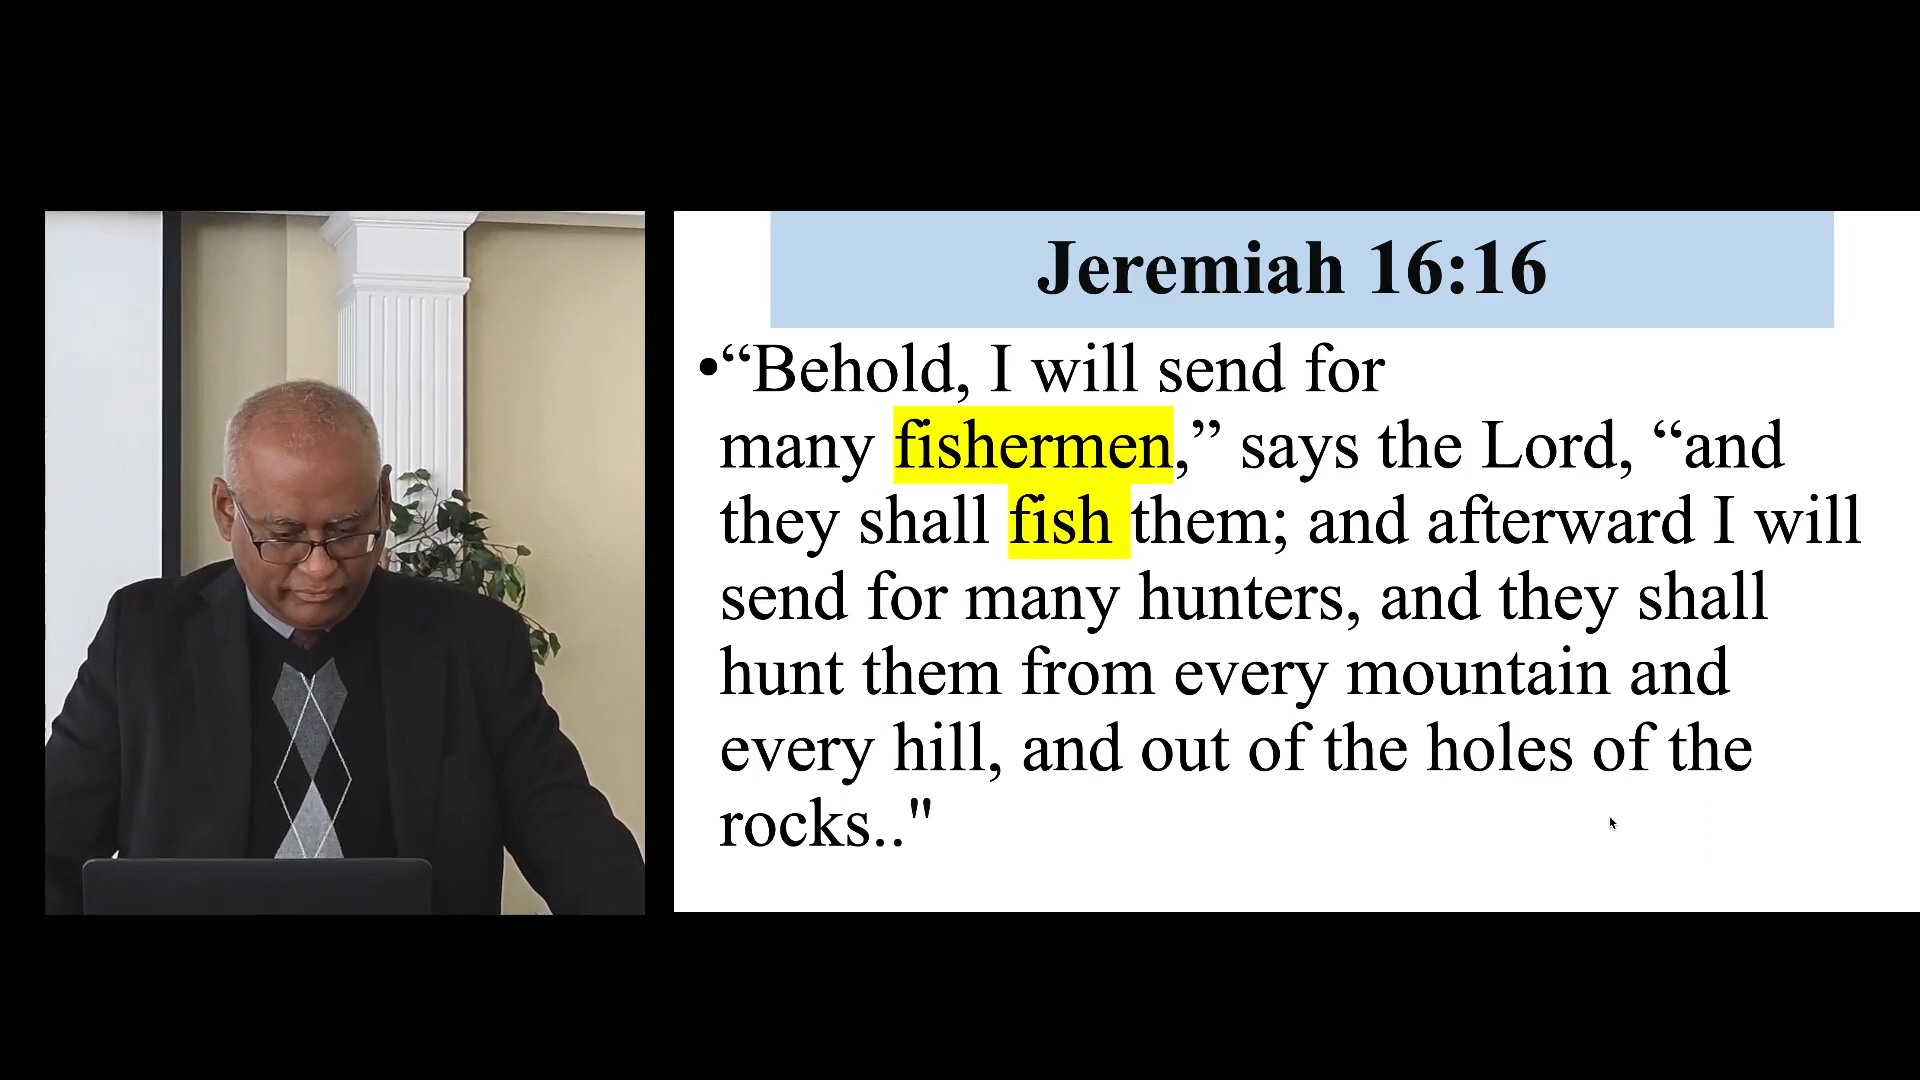 Jeremiah 16:16
•“Behold, I will send for
many fishermen,” says the Lord, “and
they shall fish them; and afterward I will
send for many hunters, and they shall
hunt them from every mountain and
every hill, and out of the holes of the
rocks.."